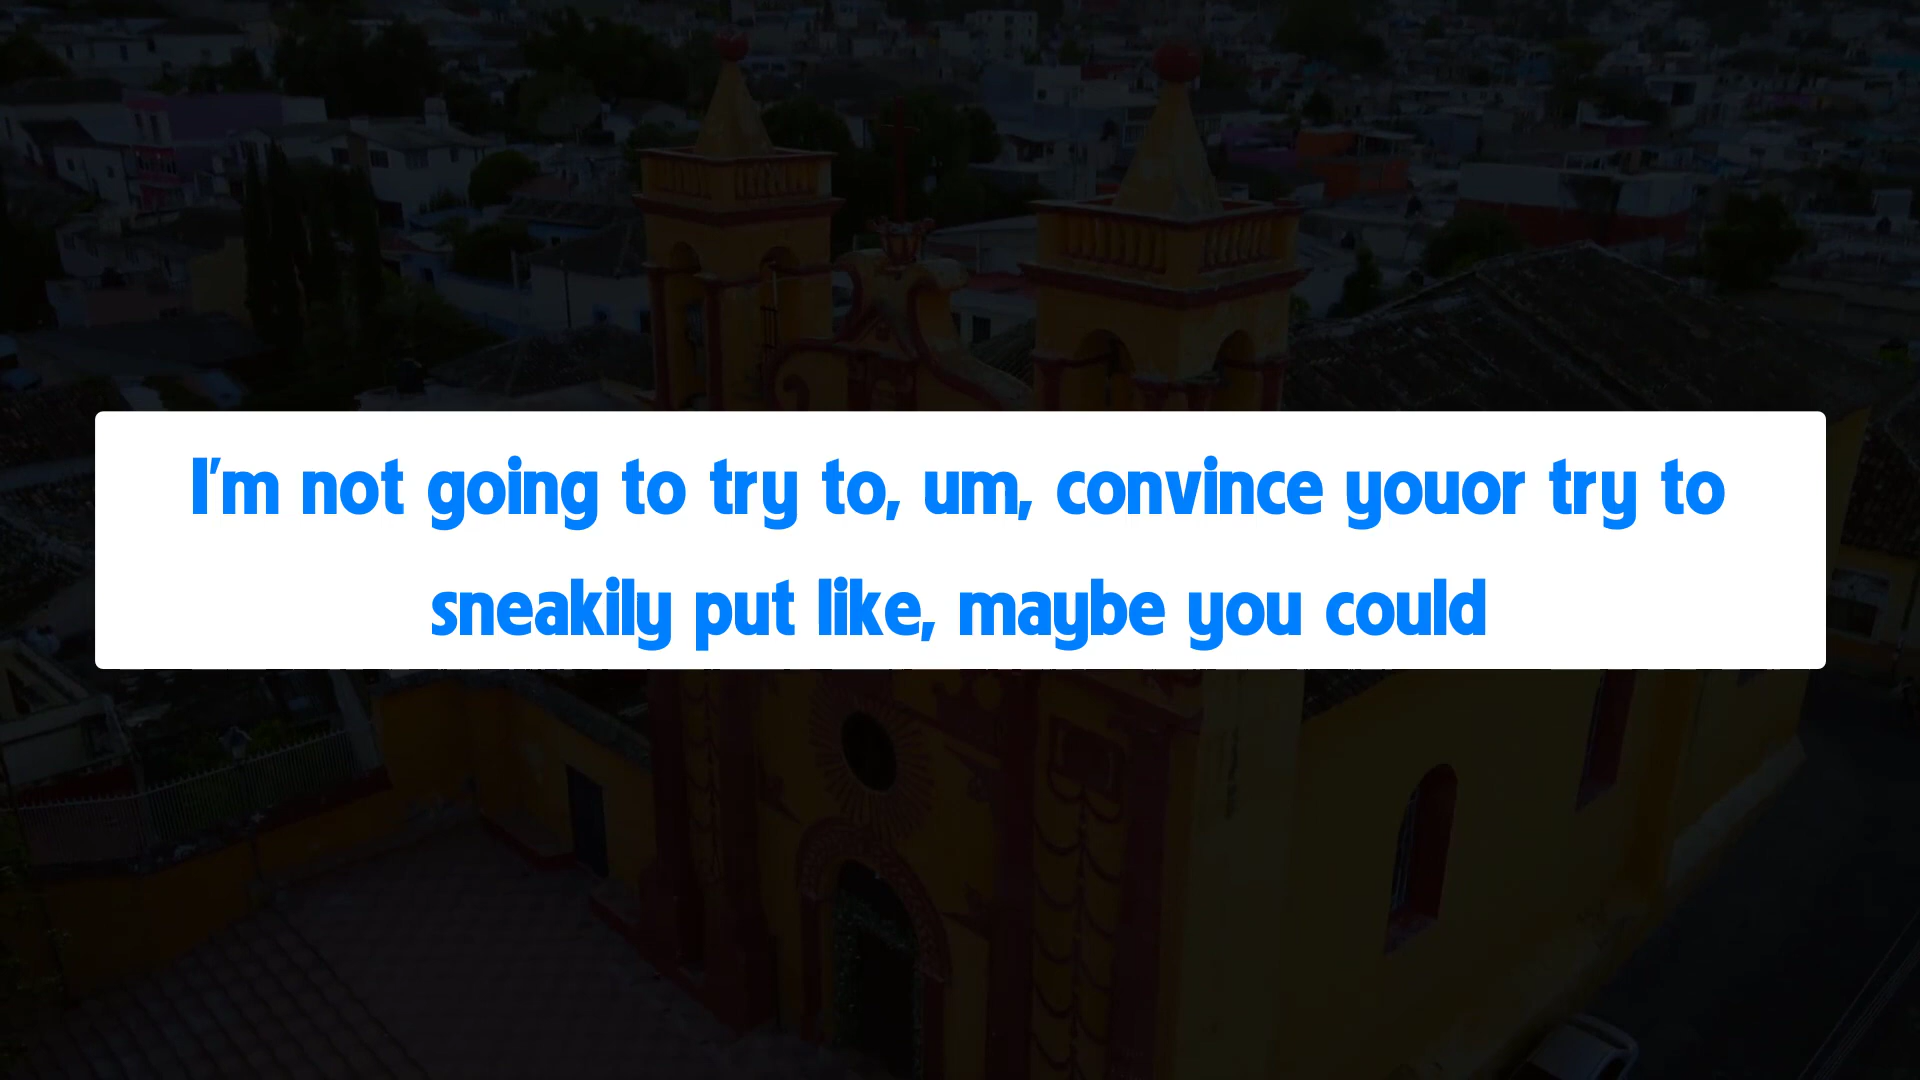 I'm not going to try to, um, convince youor try to
sneakily put like, maybe you could